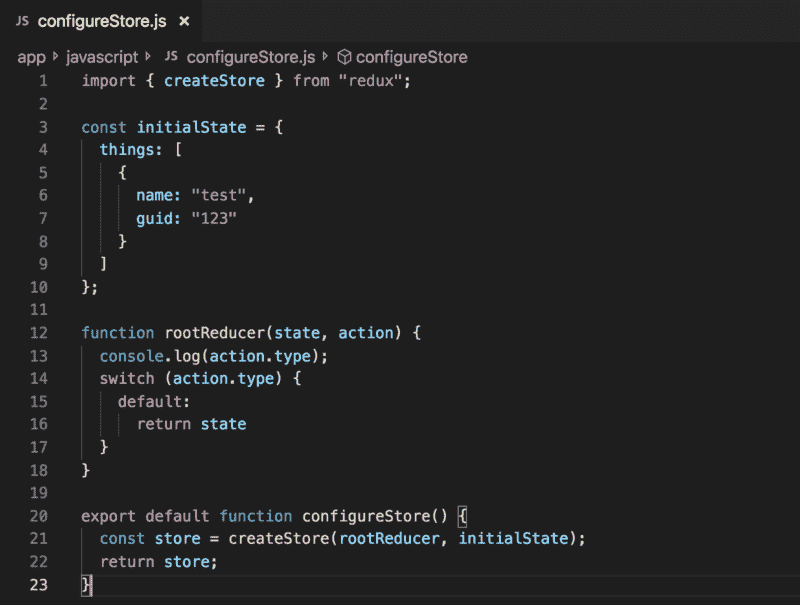 JS configureStore.js ×
app › javascript › JS configureStore.js › configureStore
1 import { createStore } from "redux";
2
3 const initialState = {
4   things: [
5     {
6       name: "test",
7       guid: "123"
8     }
9   ]
10 };
11
12 function rootReducer(state, action) {
13   console.log(action.type);
14   switch (action.type) {
15     default:
16       return state
17   }
18 }
19
20 export default function configureStore() {
21   const store = createStore(rootReducer, initialState);
22   return store;
23 }